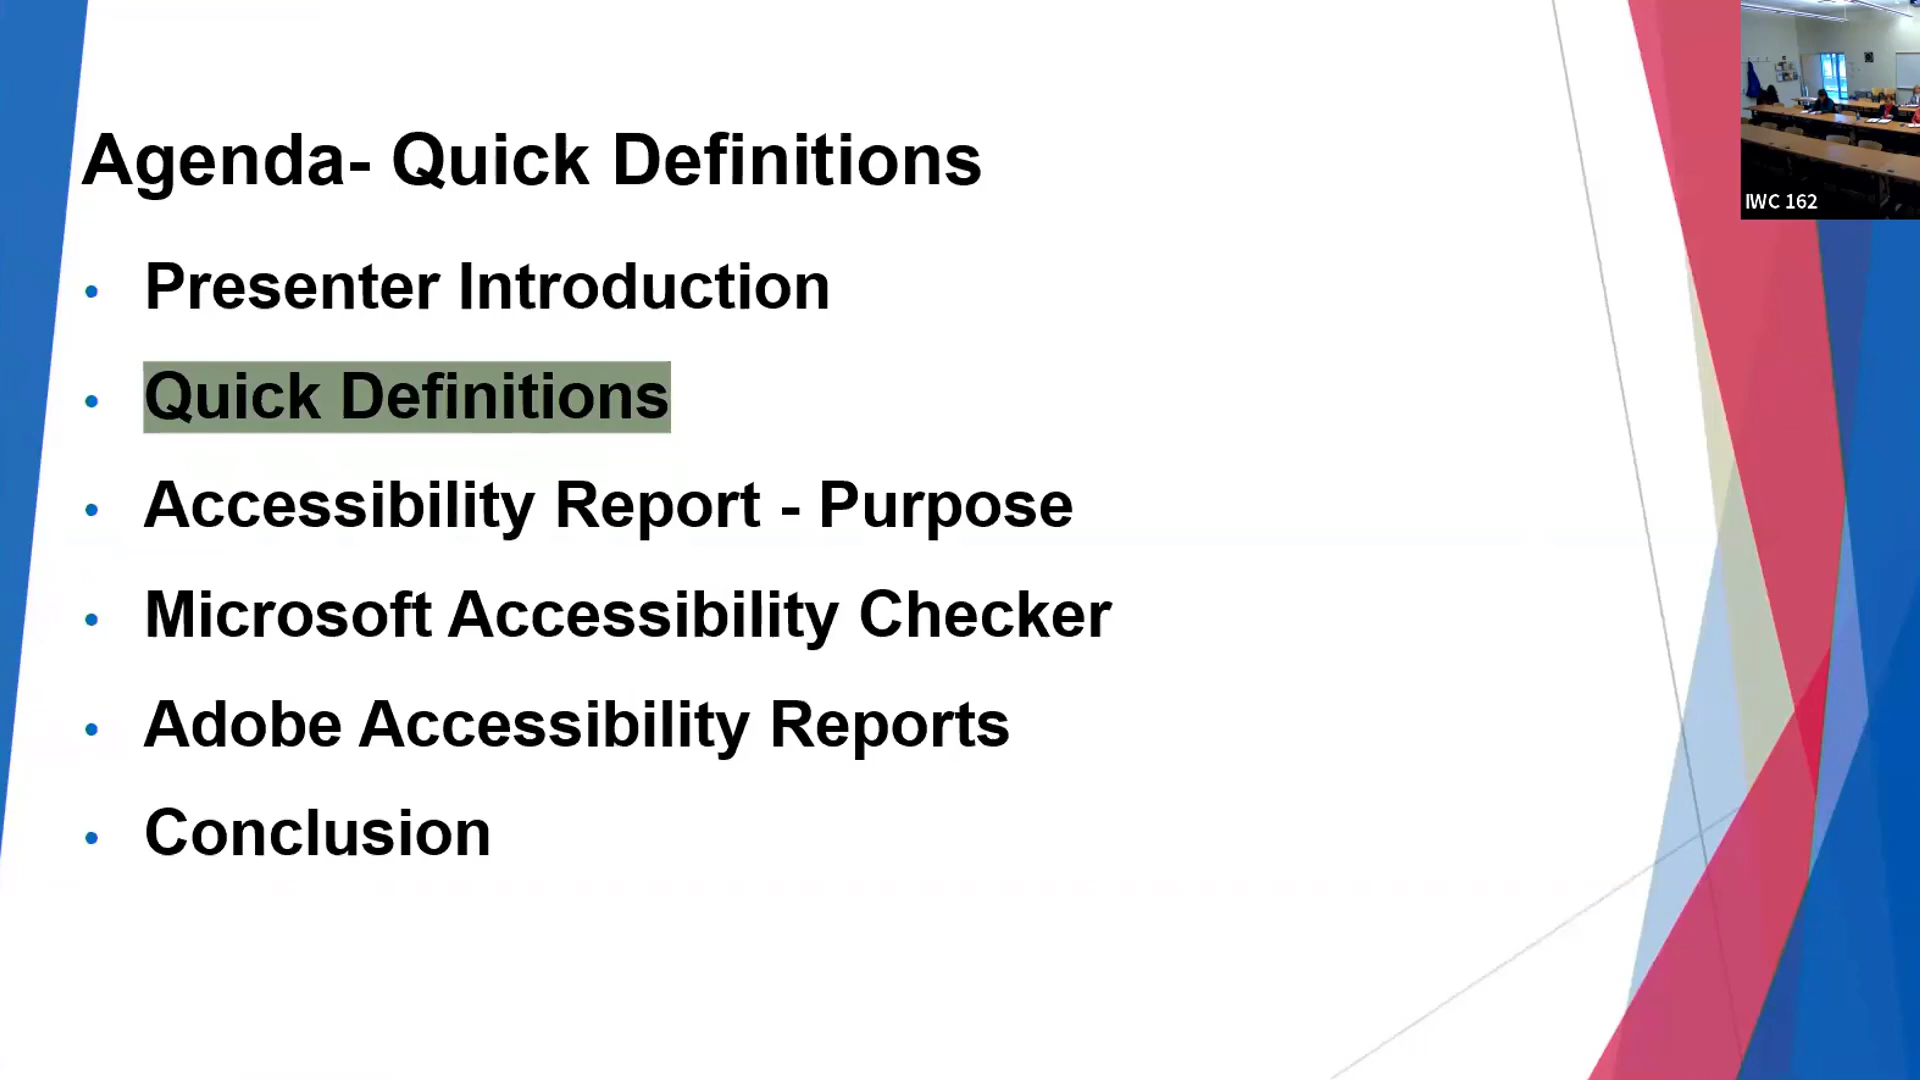 Agenda- Quick Definitions
• Presenter Introduction
• Quick Definitions
• Accessibility Report - Purpose
• Microsoft Accessibility Checker
• Adobe Accessibility Reports
• Conclusion
IWC 162